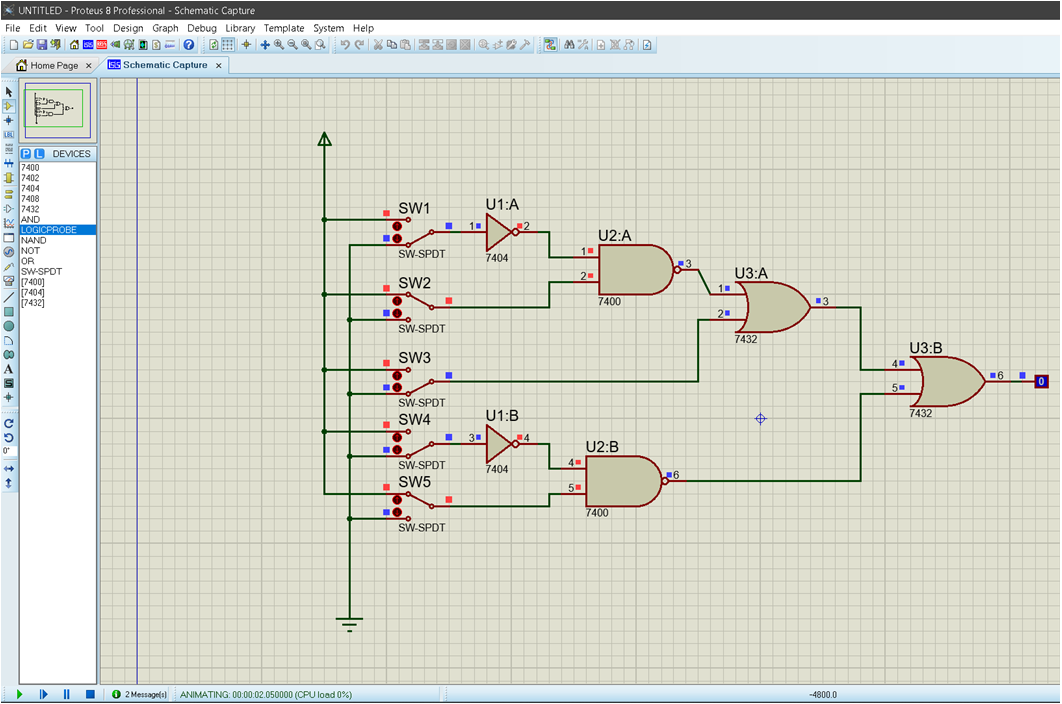 UNTITLED - Proteus 8 Professional - Schematic Capture
File Edit View Tool Design Graph Debug Library Template System Help
Home Page × Schematic Capture ×
P L DEVICES
7400
7402
7404
7408
7432
AND
LOGICPROBE
NAND
NOT
OR
SW-SPDT
[7400]
[7404]
[7432]
LBL
A
S
0°
SW1
SW-SPDT
U1:A
1 2
7404
SW2
SW-SPDT
U2:A
1
2
3
7400
U3:A
1
2
3
7432
SW3
SW-SPDT
SW4
SW-SPDT
U1:B
3 4
7404
SW5
SW-SPDT
U2:B
4
5
6
7400
U3:B
4
5
6
7432
0
2 Message(s) ANIMATING: 00:00:02.050000 (CPU load 0%) -4800.0